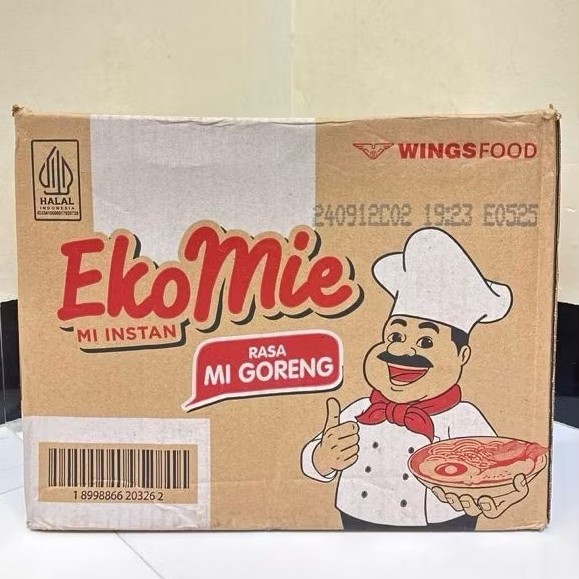 HALAL
INDONESIA
WINGSFOOD
240912C02 19:23 E0525
EkoMie
MI INSTAN
RASA
MI GORENG
1 8998866 20326 2